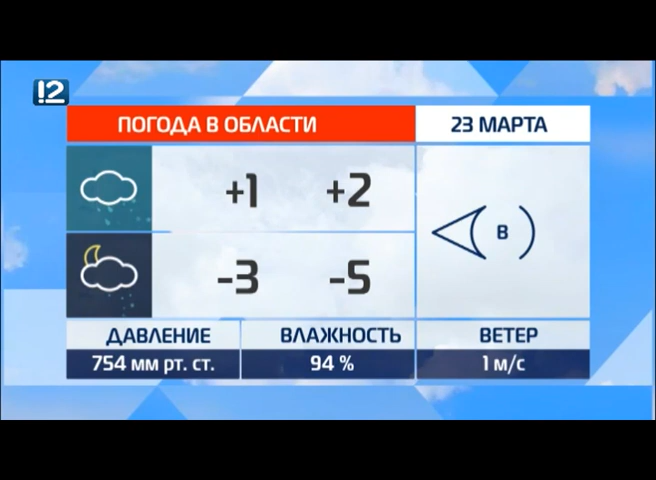 12
ПОГОДА В ОБЛАСТИ
23 МАРТА
+1 +2
В
-3 -5
ДАВЛЕНИЕ ВЛАЖНОСТЬ ВЕТЕР
754 мм рт. ст. 94 % 1 м/с